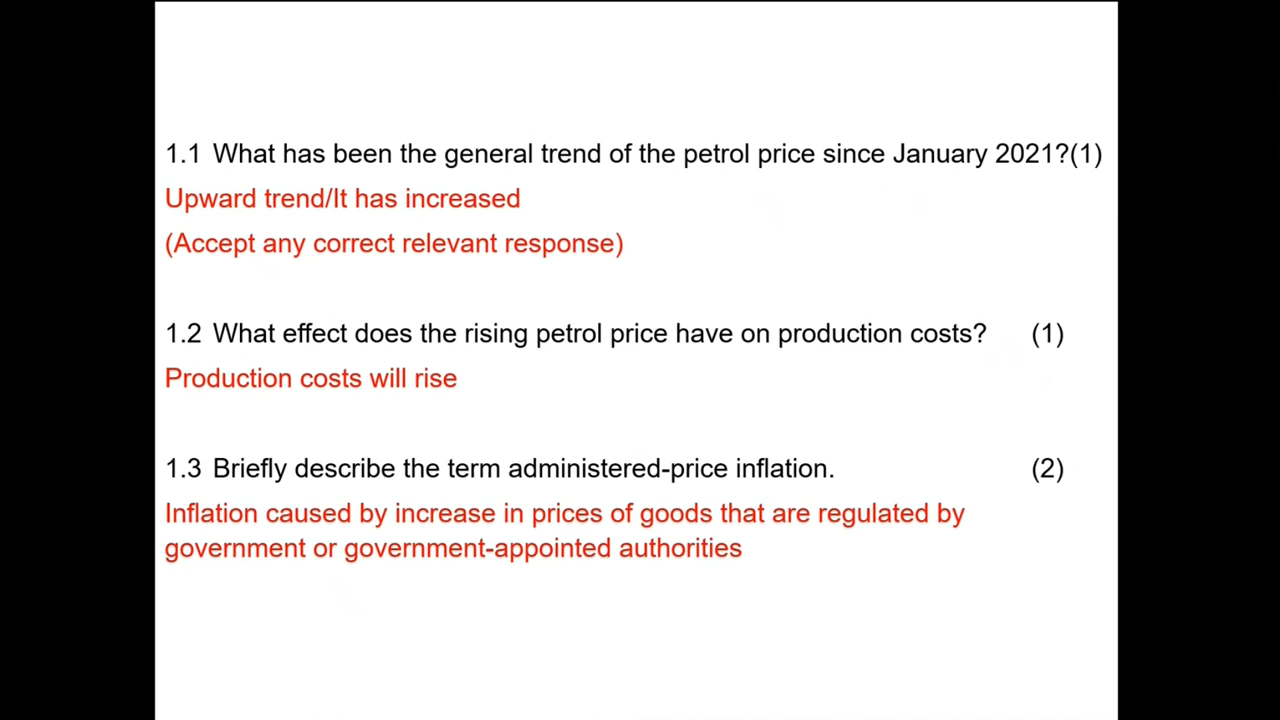 1.1 What has been the general trend of the petrol price since January 2021?(1)
Upward trend/It has increased
(Accept any correct relevant response)
1.2 What effect does the rising petrol price have on production costs? (1)
Production costs will rise
1.3 Briefly describe the term administered-price inflation. (2)
Inflation caused by increase in prices of goods that are regulated by
government or government-appointed authorities